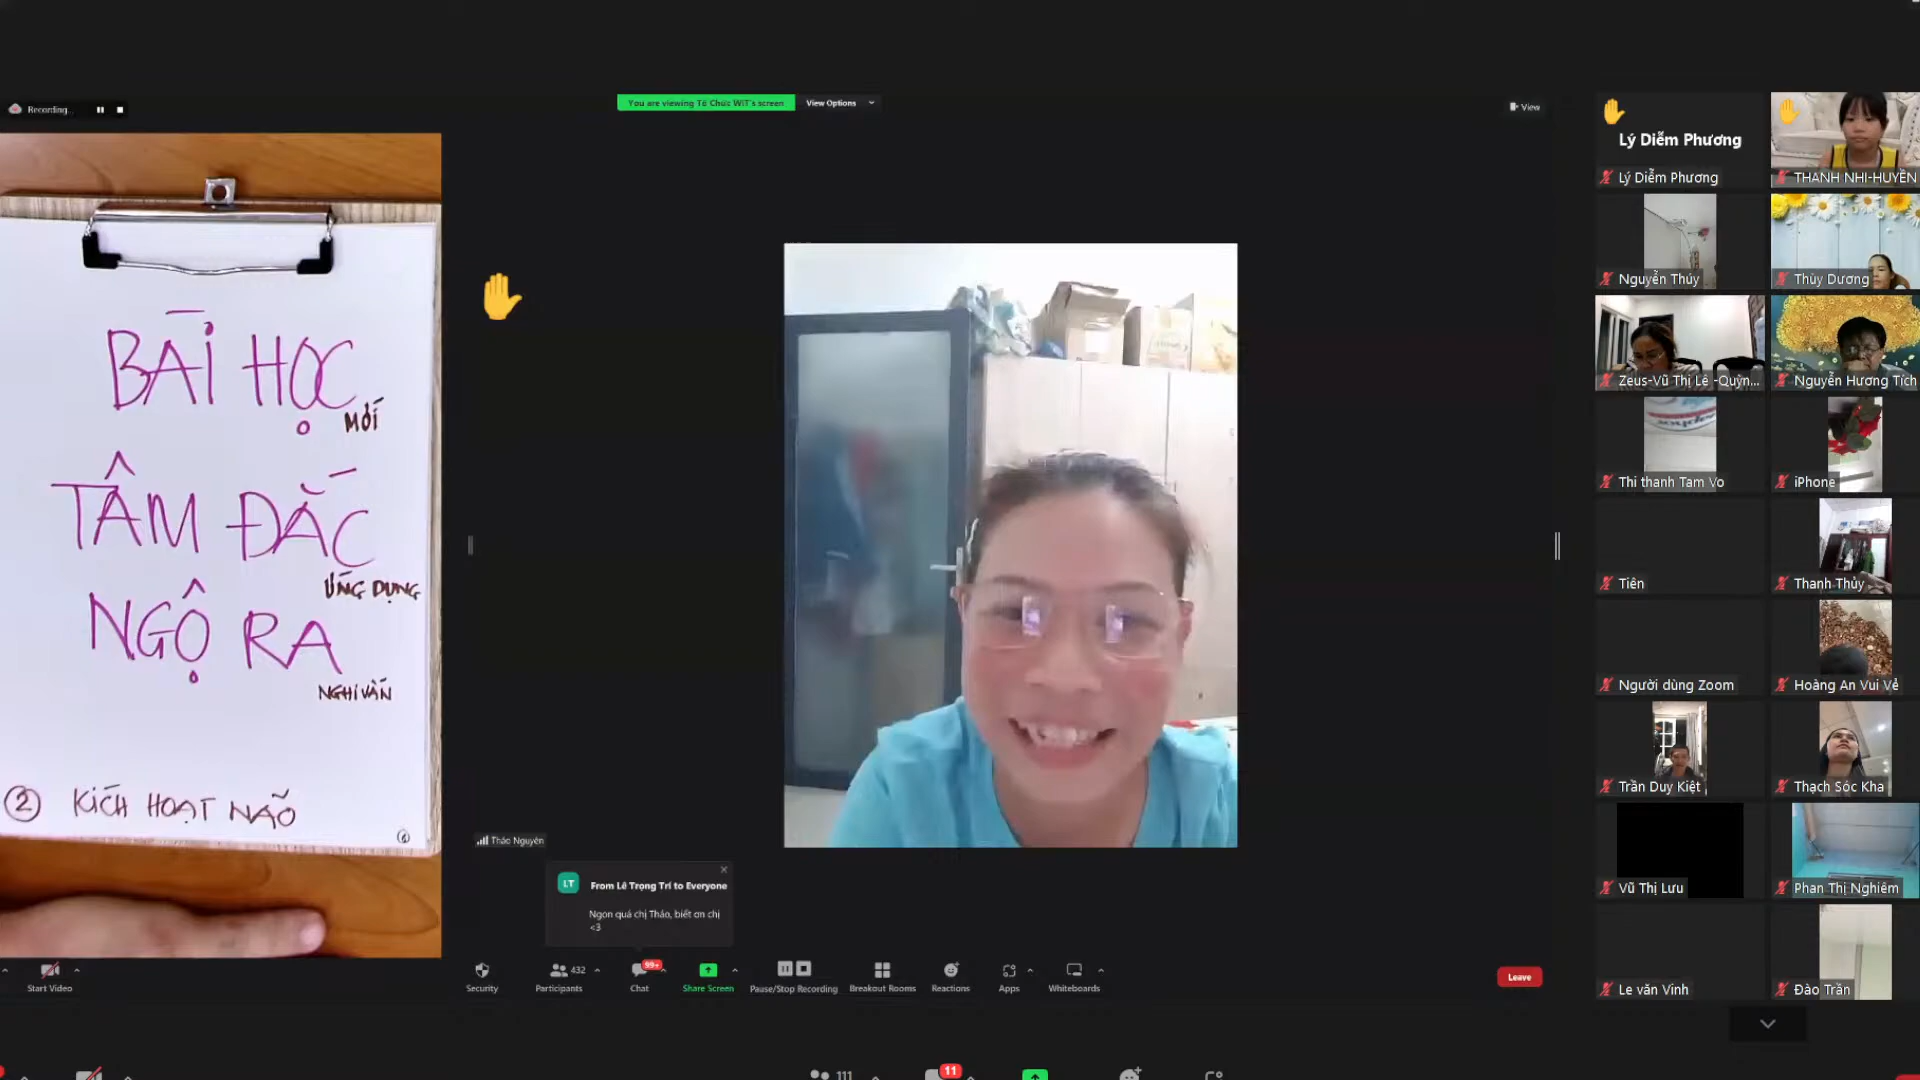 Recording...
You are viewing Tổ Chức WIT's screen
View Options
View
BÀI HỌC
MỚI
TÂM ĐẮC
ỨNG DỤNG
NGỘ RA
NGHI VẤN
2 KÍCH HOẠT NÃO
Thảo Nguyên
LT
From Lê Trọng Trí to Everyone
Ngon quá chị Thảo, biết ơn chị
<3
Start Video
Security
432
Participants
99+
Chat
Share Screen
Pause/Stop Recording
Breakout Rooms
Reactions
Apps
Whiteboards
Leave
Lý Diễm Phương
Lý Diễm Phương
THANH NHI-HUYỀN
Nguyễn Thúy
Thùy Dương
Zeus-Vũ Thị Lê -Quỳn...
Nguyễn Hương Tích
Thi thanh Tam Vo
iPhone
Tiên
Thanh Thủy
Người dùng Zoom
Hoàng An Vui Vẻ
Trần Duy Kiệt
Thạch Sóc Kha
Vũ Thị Lưu
Phan Thị Nghiêm
Le văn Vinh
Đào Trần
111
11